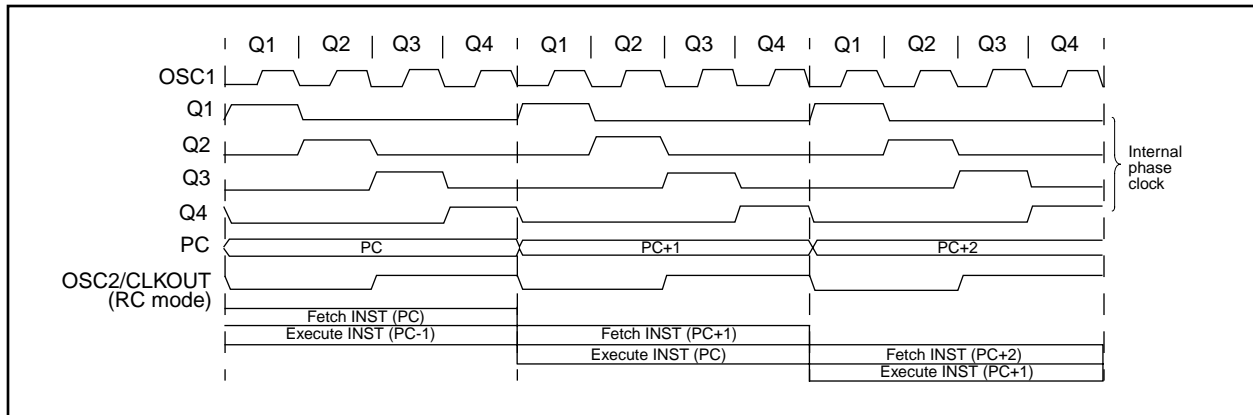 Q1 | Q2 | Q3 | Q4 | Q1 | Q2 | Q3 | Q4 | Q1 | Q2 | Q3 | Q4
OSC1
Q1
Q2
Q3
Q4
Internal
phase
clock
PC PC PC+1 PC+2
OSC2/CLKOUT
(RC mode)
Fetch INST (PC)
Execute INST (PC-1) Fetch INST (PC+1)
Execute INST (PC) Fetch INST (PC+2)
Execute INST (PC+1)